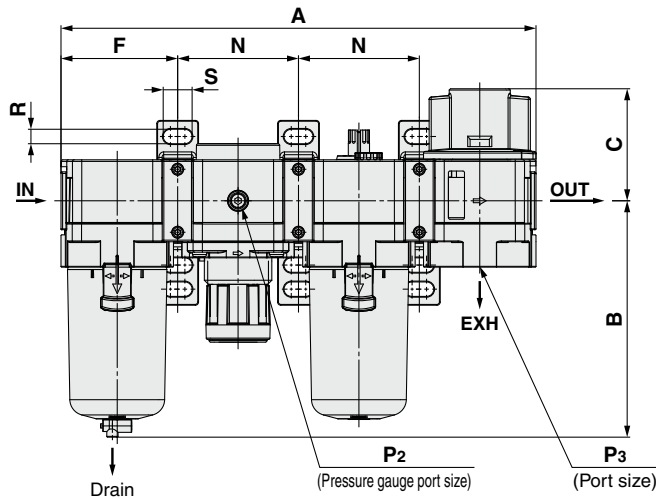 A
F N N
S
R
C
IN
OUT
B
EXH
P2
(Pressure gauge port size)
P3
(Port size)
Drain